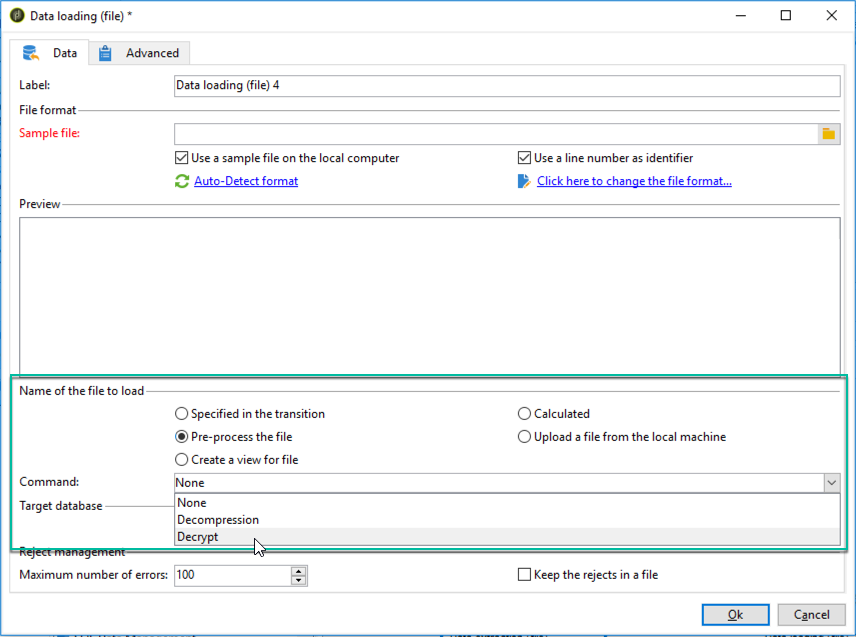 Data loading (file) *
Data Advanced
Label: Data loading (file) 4
File format
Sample file:
Use a sample file on the local computer Use a line number as identifier
Auto-Detect format Click here to change the file format...
Preview
Name of the file to load
Specified in the transition Calculated
Pre-process the file Upload a file from the local machine
Create a view for file
Command: None
None
Target database
Decompression
Decrypt
Reject management
Maximum number of errors: 100 Keep the rejects in a file
Ok Cancel